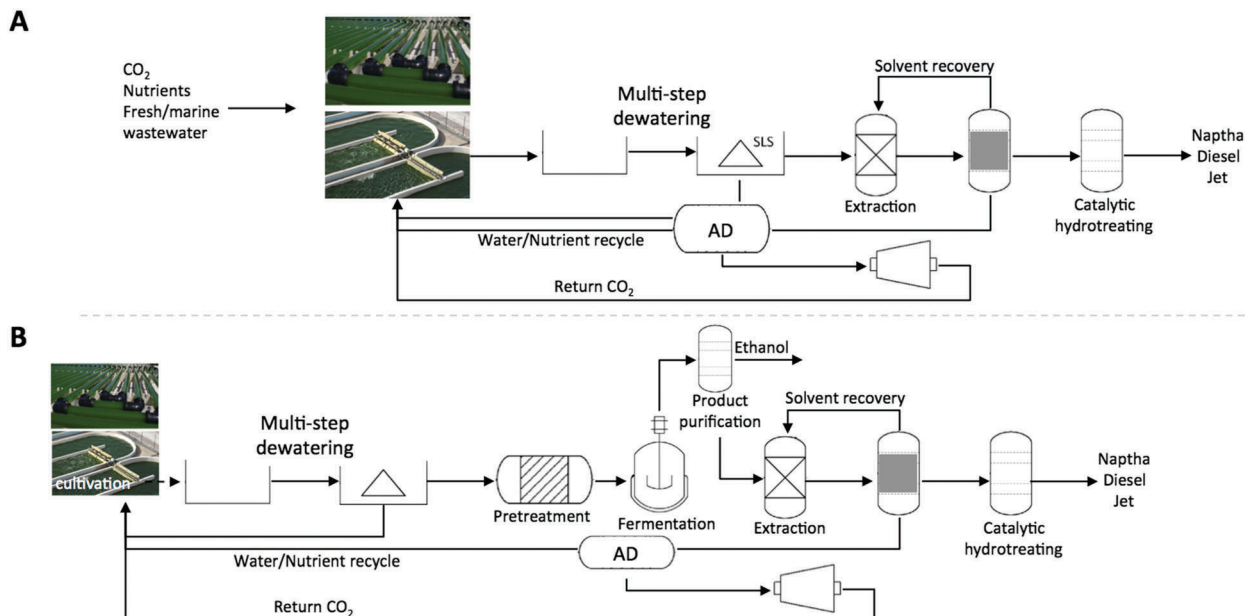 A
CO₂
Nutrients
Fresh/marine
wastewater
Multi-step
dewatering
SLS
Solvent recovery
Extraction
Catalytic
hydrotreating
Naptha
Diesel
Jet
AD
Water/Nutrient recycle
Return CO₂
B
cultivation
Multi-step
dewatering
Pretreatment
Fermentation
Ethanol
Product
purification
Solvent recovery
Extraction
Catalytic
hydrotreating
Naptha
Diesel
Jet
AD
Water/Nutrient recycle
Return CO₂